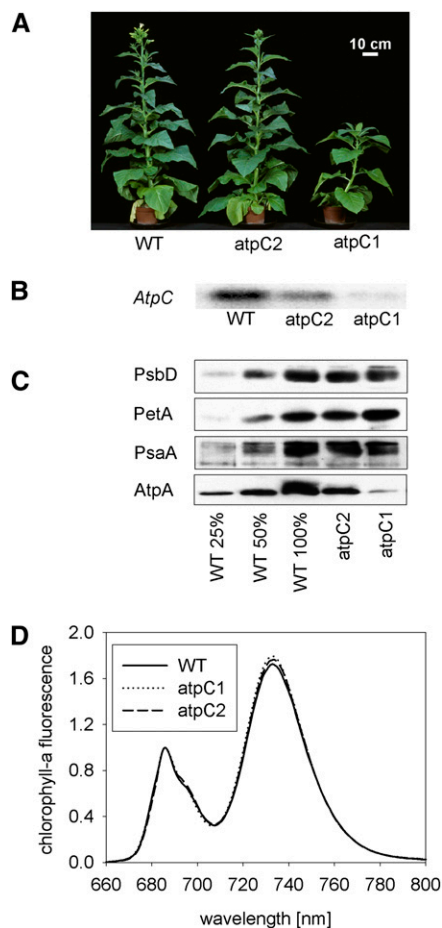 A
10 cm
WT atpC2 atpC1
B
AtpC
WT atpC2 atpC1
C
PsbD
PetA
PsaA
AtpA
WT 25%
WT 50%
WT 100%
atpC2
atpC1
D
2.0
1.6
1.2
0.8
0.4
0.0
chlorophyll-a fluorescence
WT
atpC1
atpC2
660 680 700 720 740 760 780 800
wavelength [nm]